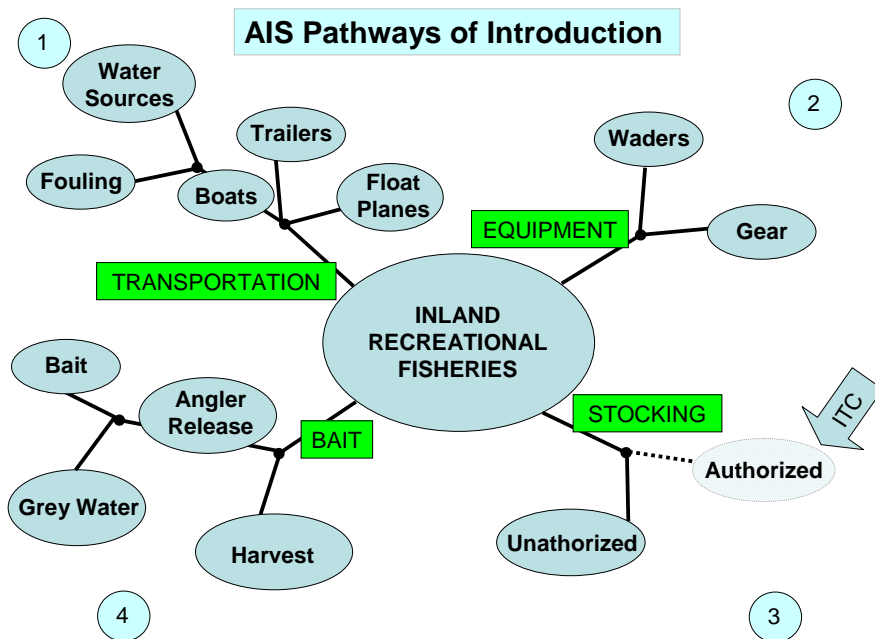 AIS Pathways of Introduction
1
Water
Sources
Trailers
Fouling
Boats
Float
Planes
TRANSPORTATION
2
Waders
EQUIPMENT
Gear
INLAND
RECREATIONAL
FISHERIES
Bait
Angler
Release
BAIT
Grey Water
Harvest
4
STOCKING
ITC
Authorized
Unathorized
3